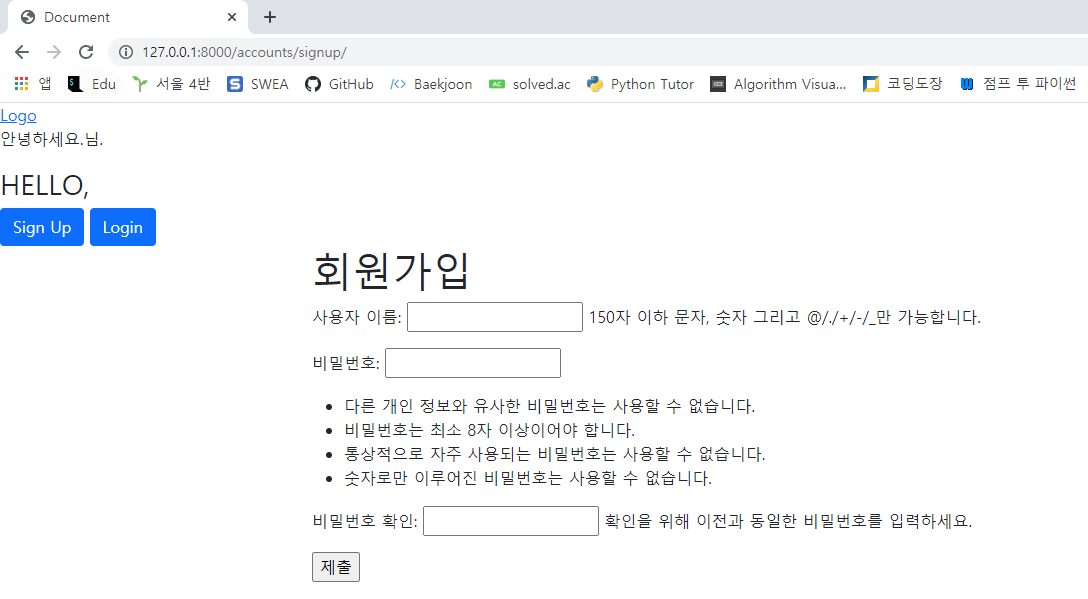 Document
127.0.0.1:8000/accounts/signup/
앱 Edu 서울 4반 S SWEA GitHub </> Baekjoon AC solved.ac Python Tutor Algorithm Visua... 코딩도장 점프 투 파이썬
Logo
안녕하세요.님.
HELLO,
Sign Up Login
회원가입
사용자 이름: 150자 이하 문자, 숫자 그리고 @/./+/-/_만 가능합니다.
비밀번호:
• 다른 개인 정보와 유사한 비밀번호는 사용할 수 없습니다.
• 비밀번호는 최소 8자 이상이어야 합니다.
• 통상적으로 자주 사용되는 비밀번호는 사용할 수 없습니다.
• 숫자로만 이루어진 비밀번호는 사용할 수 없습니다.
비밀번호 확인: 확인을 위해 이전과 동일한 비밀번호를 입력하세요.
제출